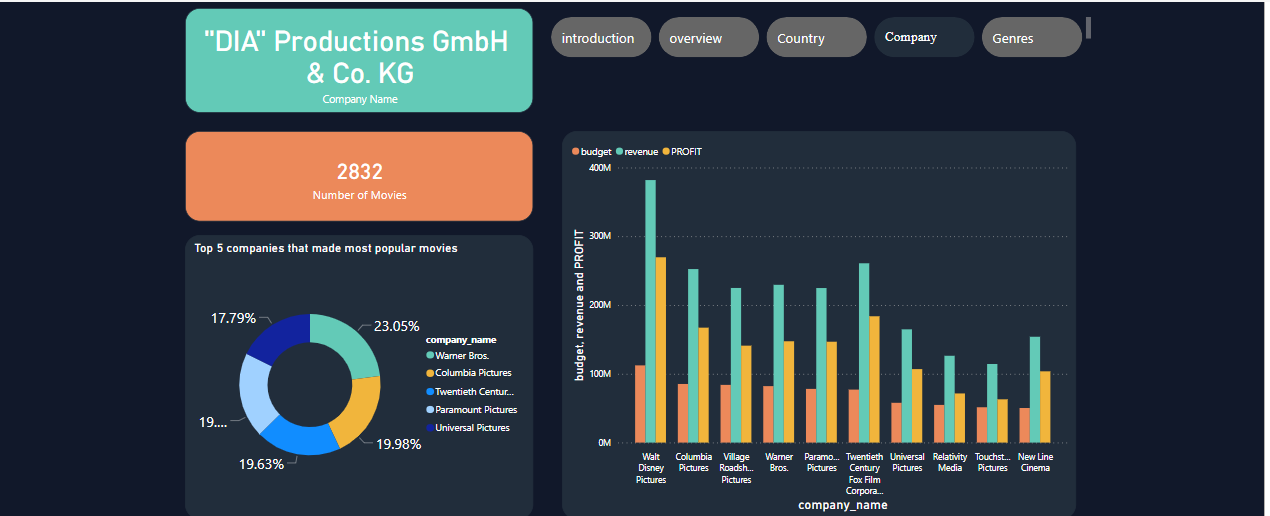 "DIA" Productions GmbH
& Co. KG
Company Name
introduction
overview
Country
Company
Genres
2832
Number of Movies
Top 5 companies that made most popular movies
17.79%
23.05%
19....
19.98%
19.63%
company_name
Warner Bros.
Columbia Pictures
Twentieth Centur...
Paramount Pictures
Universal Pictures
budget revenue PROFIT
budget, revenue and PROFIT
400M
300M
200M
100M
0M
Walt
Disney
Pictures
Columbia
Pictures
Village
Roadsh...
Pictures
Warner
Bros.
Paramo...
Pictures
Twentieth
Century
Fox Film
Corpora...
Universal
Pictures
Relativity
Media
Touchst...
Pictures
New Line
Cinema
company_name